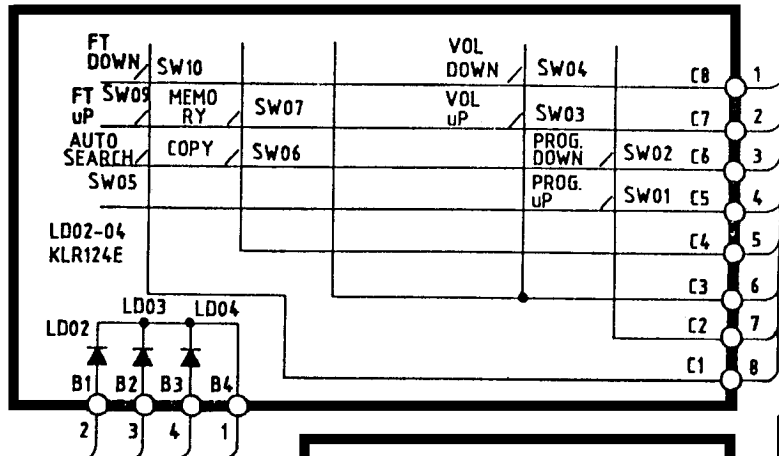 FT
DOWN
SW10
VOL
DOWN
SW04
C8
1
FT
uP
SW09
MEMO
RY
SW07
VOL
uP
SW03
C7
2
AUTO
SEARCH
COPY
SW06
PROG.
DOWN
SW02
C6
3
SW05
PROG.
uP
SW01
C5
4
LD02-04
KLR124E
C4
5
C3
6
LD02
LD03
LD04
C2
7
C1
8
B1
B2
B3
B4
2
3
4
1